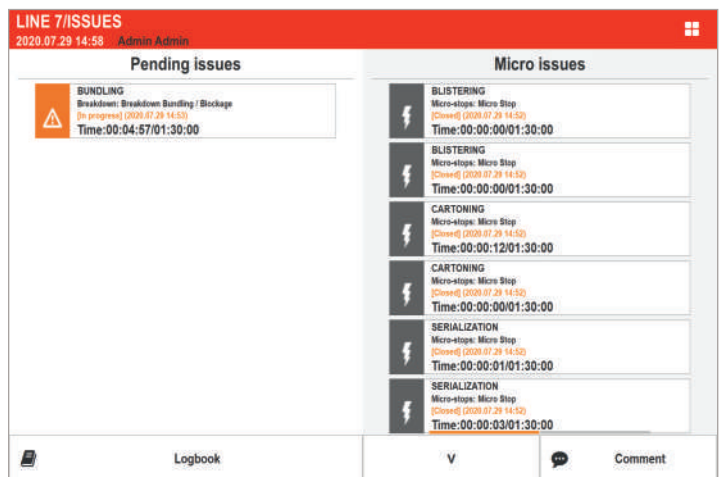 LINE 7/ISSUES
2020.07.29 14:58 Admin Admin
Pending issues
BUNDLING
Breakdown: Breakdown Bundling / Blockage
[In progress] (2020.07.29 14:53)
Time:00:04:57/01:30:00
Micro issues
BLISTERING
Micro-stops: Micro Stop
[Closed] (2020.07.29 14:52)
Time:00:00:00/01:30:00
BLISTERING
Micro-stops: Micro Stop
[Closed] (2020.07.29 14:52)
Time:00:00:00/01:30:00
CARTONING
Micro-stops: Micro Stop
[Closed] (2020.07.29 14:52)
Time:00:00:12/01:30:00
CARTONING
Micro-stops: Micro Stop
[Closed] (2020.07.29 14:52)
Time:00:00:00/01:30:00
SERIALIZATION
Micro-stops: Micro Stop
[Closed] (2020.07.29 14:52)
Time:00:00:01/01:30:00
SERIALIZATION
Micro-stops: Micro Stop
[Closed] (2020.07.29 14:52)
Time:00:00:03/01:30:00
Logbook
V
Comment